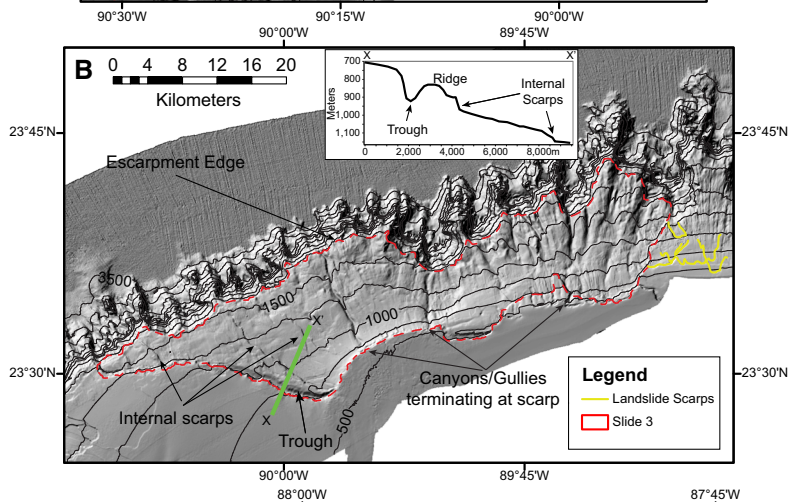 90°30'W 90°15'W 90°00'W
90°00'W 89°45'W
B
0 4 8 12 16 20
Kilometers
X X'
700
800
900
1,000
1,100
Meters
Ridge
Internal
Scarps
Trough
0 2,000 4,000 6,000 8,000m
23°45'N 23°45'N
Escarpment Edge
3500
1500
1000
X'
23°30'N 23°30'N
Canyons/Gullies
terminating at scarp
Internal scarps
X
Trough
500
Legend
Landslide Scarps
Slide 3
90°00'W 89°45'W
88°00'W 87°45'W